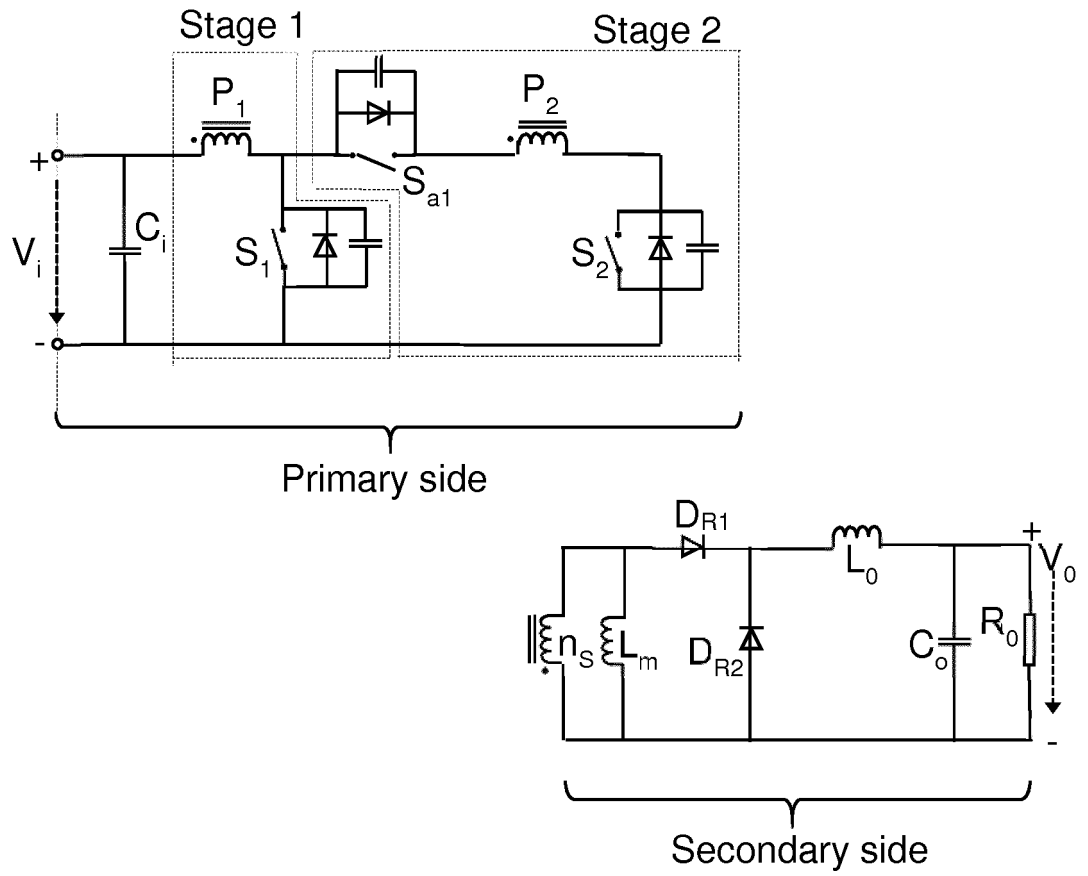 Stage 1
Stage 2
P1
P2
Sa1
+
Vi
Ci
S1
S2
-
Primary side
DR1
+
L0
V0
nS
Lm
DR2
Co
R0
-
Secondary side